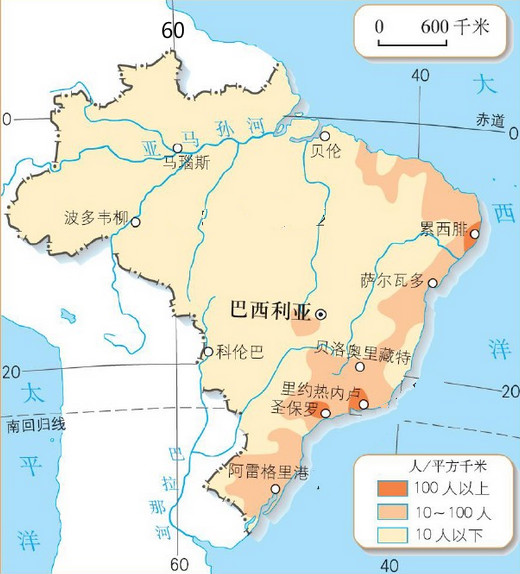 60
0 600千米
40
大
0
赤道
0
亚马孙河
贝伦
马瑙斯
西
波多韦柳
累西腓
萨尔瓦多
巴西利亚
洋
科伦巴
贝洛奥里藏特
20
太
里约热内卢
20
圣保罗
南回归线
平
巴拉那河
阿雷格里港
人/平方千米
100人以上
10~100人
10人以下
洋
60
40